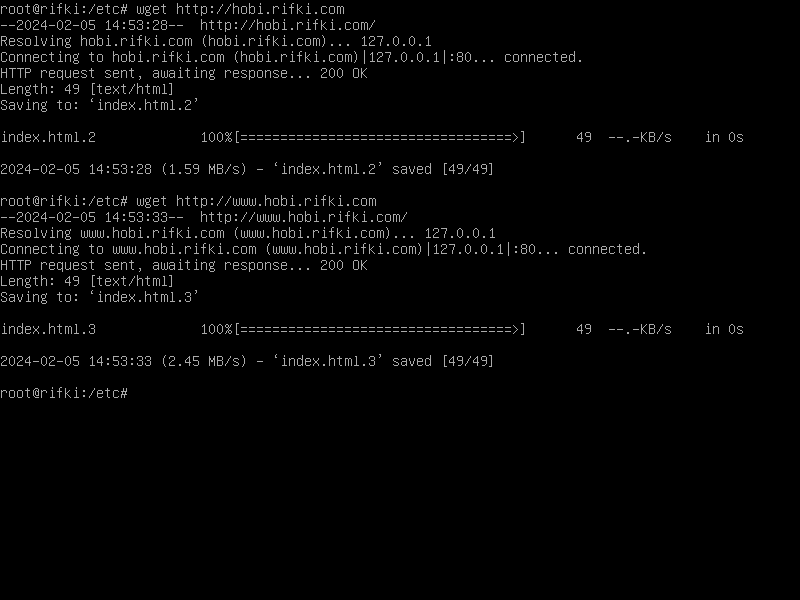 root@rifki:/etc# wget http://hobi.rifki.com
--2024-02-05 14:53:28--  http://hobi.rifki.com/
Resolving hobi.rifki.com (hobi.rifki.com)... 127.0.0.1
Connecting to hobi.rifki.com (hobi.rifki.com)|127.0.0.1|:80... connected.
HTTP request sent, awaiting response... 200 OK
Length: 49 [text/html]
Saving to: ‘index.html.2’
index.html.2             100%[==================================>]      49  --.-KB/s    in 0s
2024-02-05 14:53:28 (1.59 MB/s) - ‘index.html.2’ saved [49/49]
root@rifki:/etc# wget http://www.hobi.rifki.com
--2024-02-05 14:53:33--  http://www.hobi.rifki.com/
Resolving www.hobi.rifki.com (www.hobi.rifki.com)... 127.0.0.1
Connecting to www.hobi.rifki.com (www.hobi.rifki.com)|127.0.0.1|:80... connected.
HTTP request sent, awaiting response... 200 OK
Length: 49 [text/html]
Saving to: ‘index.html.3’
index.html.3             100%[==================================>]      49  --.-KB/s    in 0s
2024-02-05 14:53:33 (2.45 MB/s) - ‘index.html.3’ saved [49/49]
root@rifki:/etc#